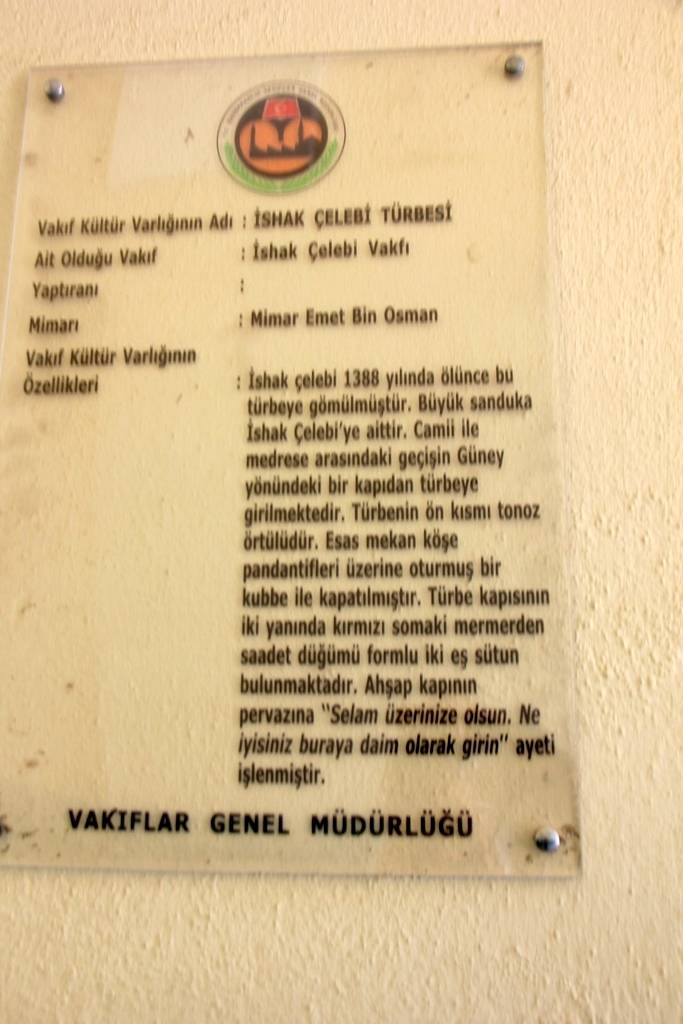 Vakıf Kültür Varlığının Adı : İSHAK ÇELEBİ TÜRBESİ
Ait Olduğu Vakıf : İshak Çelebi Vakfı
Yaptıranı :
Mimarı : Mimar Emet Bin Osman
Vakıf Kültür Varlığının
Özellikleri : İshak çelebi 1388 yılında ölünce bu
türbeye gömülmüştür. Büyük sanduka
İshak Çelebi'ye aittir. Camii ile
medrese arasındaki geçişin Güney
yönündeki bir kapıdan türbeye
girilmektedir. Türbenin ön kısmı tonoz
örtülüdür. Esas mekan köşe
pandantifleri üzerine oturmuş bir
kubbe ile kapatılmıştır. Türbe kapısının
iki yanında kırmızı somaki mermerden
saadet düğümü formlu iki eş sütun
bulunmaktadır. Ahşap kapının
pervazına "Selam üzerinize olsun. Ne
iyisiniz buraya daim olarak girin" ayeti
işlenmiştir.
VAKIFLAR GENEL MÜDÜRLÜĞÜ